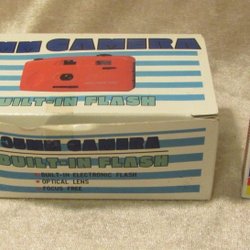 MM CAMERA
BUILT-IN FLASH
35MM CAMERA
BUILT-IN FLASH
• BUILT-IN ELECTRONIC FLASH
• OPTICAL LENS
• FOCUS FREE